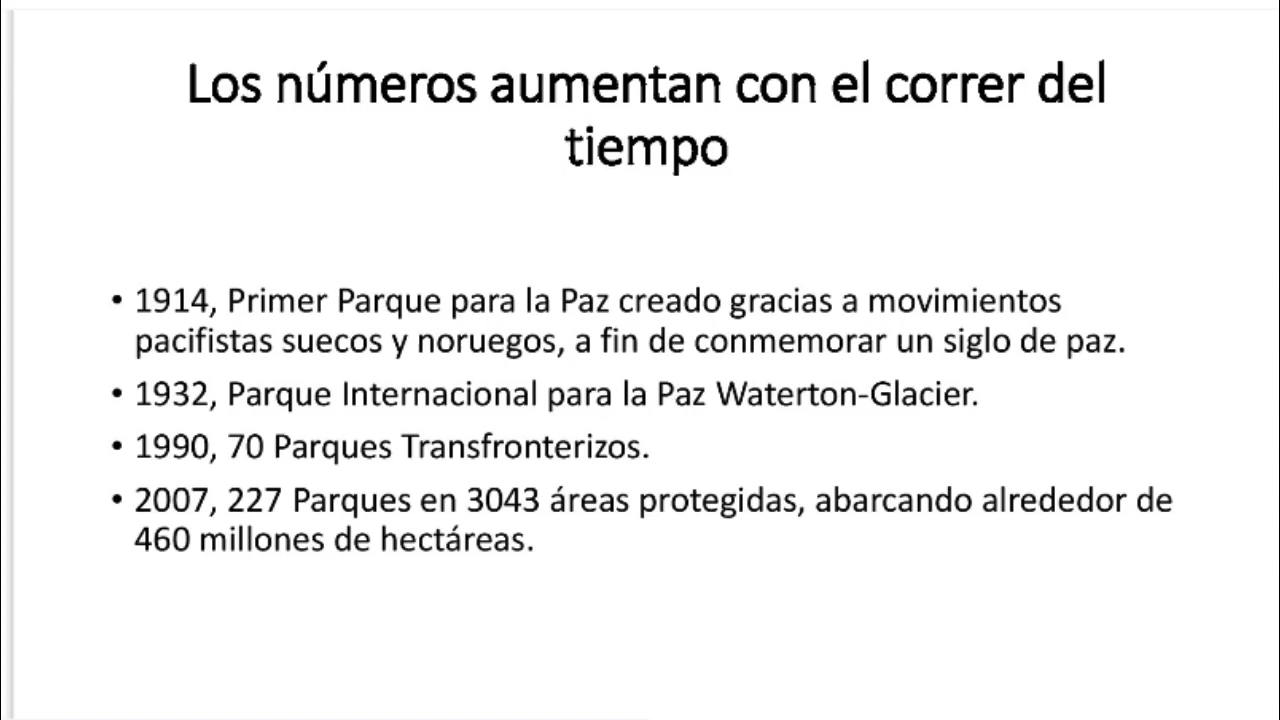 Los números aumentan con el correr del
tiempo
• 1914, Primer Parque para la Paz creado gracias a movimientos
pacifistas suecos y noruegos, a fin de conmemorar un siglo de paz.
• 1932, Parque Internacional para la Paz Waterton-Glacier.
• 1990, 70 Parques Transfronterizos.
• 2007, 227 Parques en 3043 áreas protegidas, abarcando alrededor de
460 millones de hectáreas.